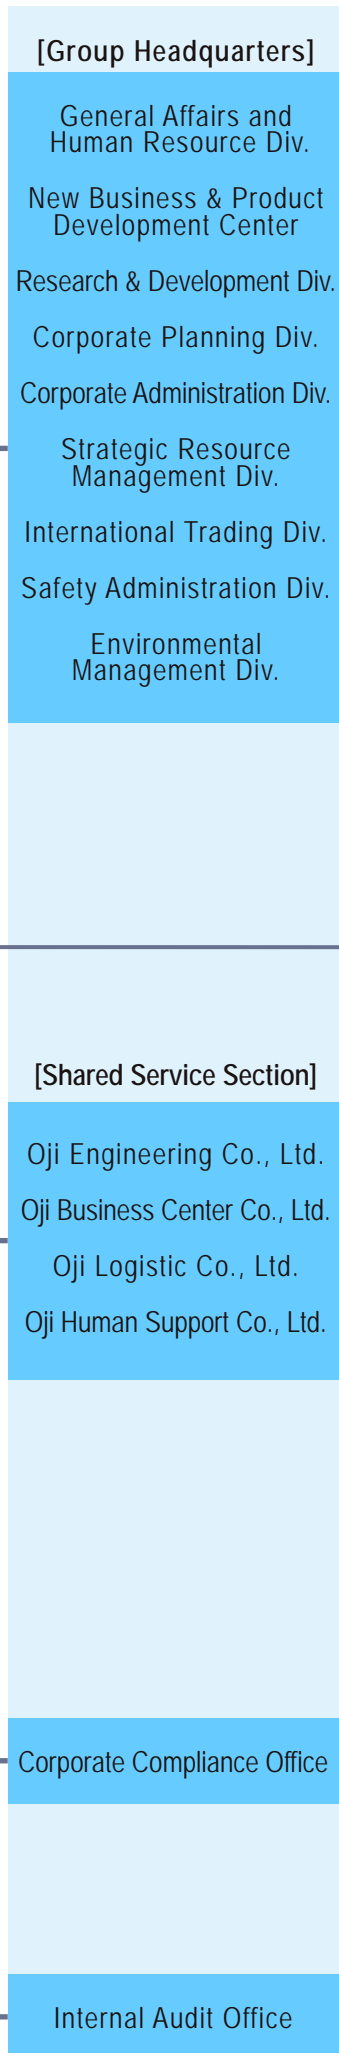 [Group Headquarters]
General Affairs and
Human Resource Div.
New Business & Product
Development Center
Research & Development Div.
Corporate Planning Div.
Corporate Administration Div.
Strategic Resource
Management Div.
International Trading Div.
Safety Administration Div.
Environmental
Management Div.
[Shared Service Section]
Oji Engineering Co., Ltd.
Oji Business Center Co., Ltd.
Oji Logistic Co., Ltd.
Oji Human Support Co., Ltd.
Corporate Compliance Office
Internal Audit Office